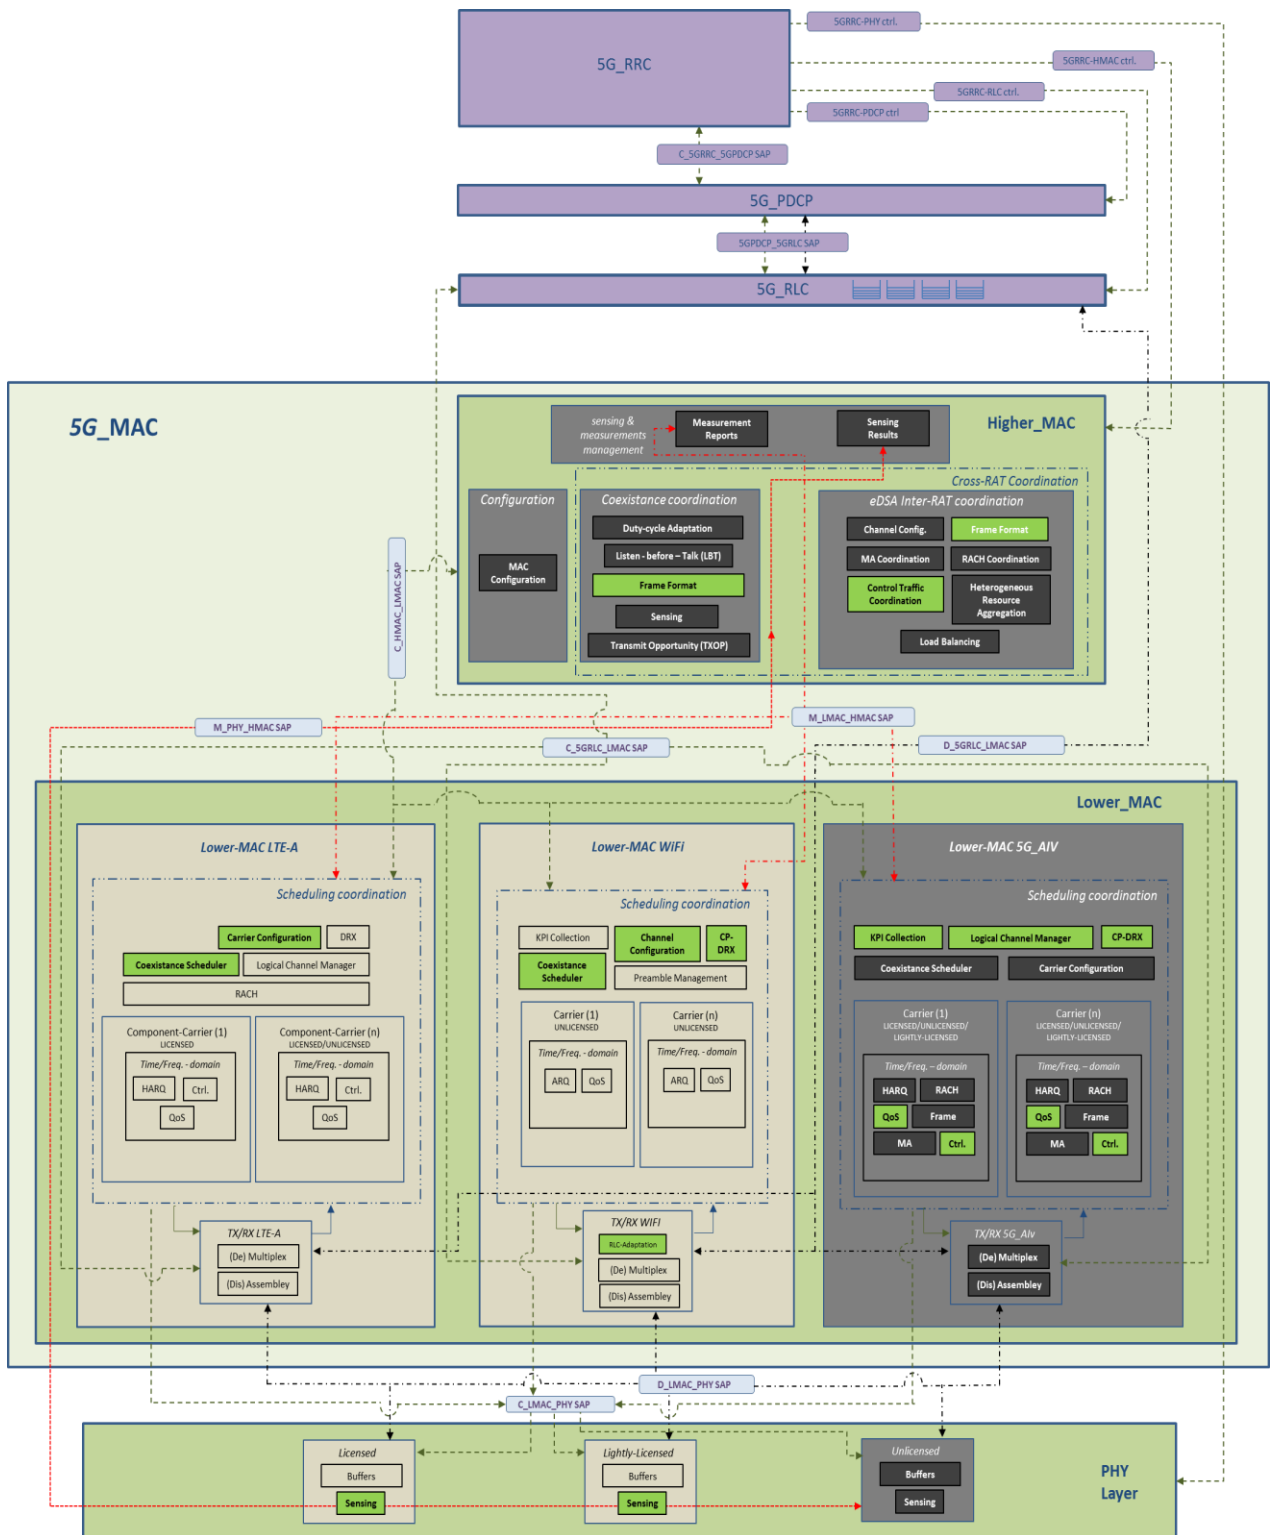 5GRRC-PHY ctrl.
5G_RRC
5GRRC-HMAC ctrl.
5GRRC-RLC ctrl.
5GRRC-PDCP ctrl
C_5GRRC_5GPDCP SAP
5G_PDCP
5GPDCP_5GRLC SAP
5G_RLC
5G_MAC
Higher_MAC
sensing &
measurements
management
Measurement
Reports
Sensing
Results
Cross-RAT Coordination
Configuration
MAC
Configuration
Coexistance coordination
Duty-cycle Adaptation
Listen - before – Talk (LBT)
Frame Format
Sensing
Transmit Opportunity (TXOP)
eDSA Inter-RAT coordination
Channel Config.
Frame Format
MA Coordination
RACH Coordination
Control Traffic
Coordination
Heterogeneous
Resource
Aggregation
Load Balancing
C_HMAC_LMAC SAP
M_PHY_HMAC SAP
M_LMAC_HMAC SAP
C_5GRLC_LMAC SAP
D_5GRLC_LMAC SAP
Lower_MAC
Lower-MAC LTE-A
Scheduling coordination
Carrier Configuration
DRX
Coexistance Scheduler
Logical Channel Manager
RACH
Component-Carrier (1)
LICENSED
Time/Freq. - domain
HARQ
Ctrl.
QoS
Component-Carrier (n)
LICENSED/UNLICENSED
Time/Freq. - domain
HARQ
Ctrl.
QoS
TX/RX LTE-A
(De) Multiplex
(Dis) Assembley
Lower-MAC WiFi
Scheduling coordination
KPI Collection
Channel
Configuration
CP-
DRX
Coexistance
Scheduler
Preamble Management
Carrier (1)
UNLICENSED
Time/Freq. - domain
ARQ
QoS
Carrier (n)
UNLICENSED
Time/Freq. - domain
ARQ
QoS
TX/RX WIFI
RLC-Adaptation
(De) Multiplex
(Dis) Assembley
Lower-MAC 5G_AIV
Scheduling coordination
KPI Collection
Logical Channel Manager
CP-DRX
Coexistance Scheduler
Carrier Configuration
Carrier (1)
LICENSED/UNLICENSED/
LIGHTLY-LICENSED
Time/Freq. – domain
HARQ
RACH
QoS
Frame
MA
Ctrl.
Carrier (n)
LICENSED/UNLICENSED/
LIGHTLY-LICENSED
Time/Freq. – domain
HARQ
RACH
QoS
Frame
MA
Ctrl.
TX/RX 5G_AIv
(De) Multiplex
(Dis) Assembley
D_LMAC_PHY SAP
C_LMAC_PHY SAP
Licensed
Buffers
Sensing
Lightly-Licensed
Buffers
Sensing
Unlicensed
Buffers
Sensing
PHY
Layer